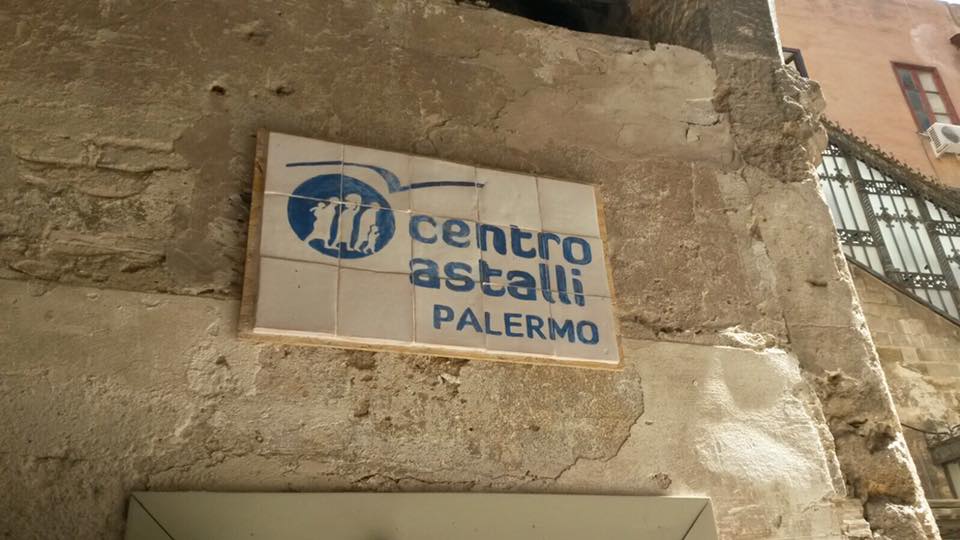 centro
astalli
PALERMO